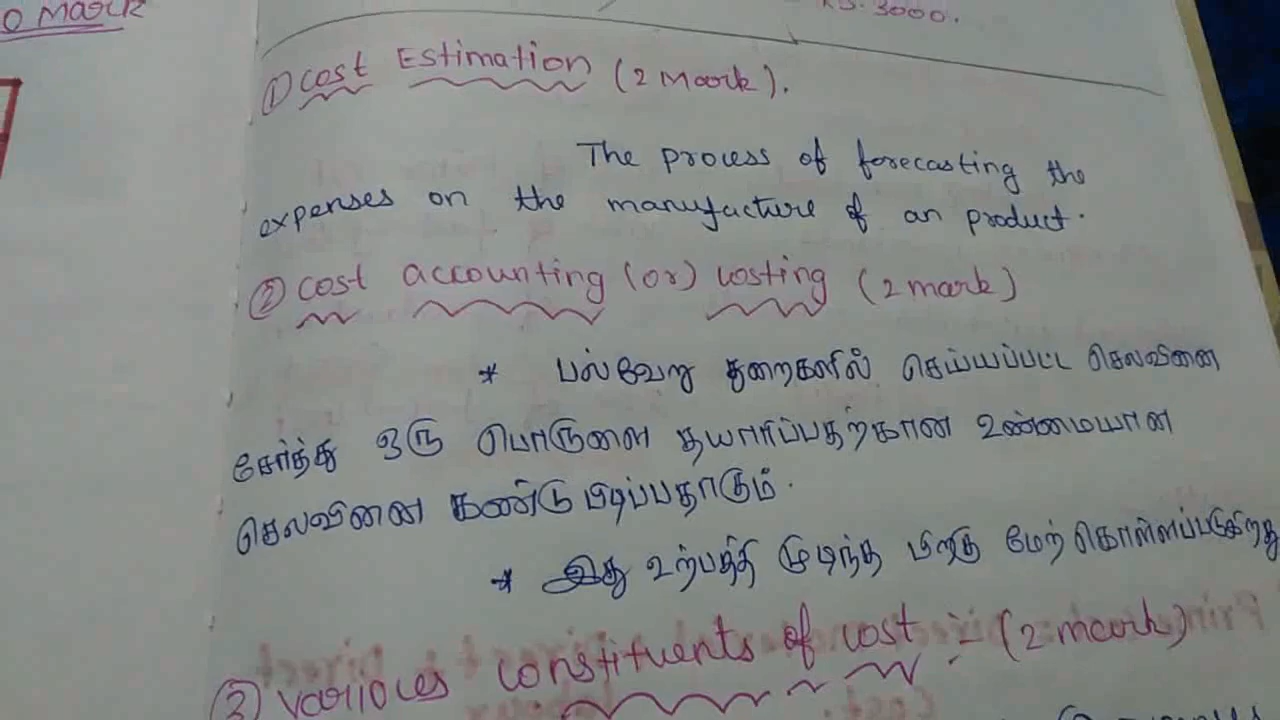 0 Mark
RS. 3000.
① cost Estimation (2 Mark).
The process of forecasting the
expenses on the manufacture of an product.
② cost accounting (or) costing (2 mark)
* பல்வேறு துறைகளில் செய்யப்பட்ட செலவினை
சேர்த்து ஒரு பொருளை தயாரிப்பதற்கான உண்மையான
செலவினை கண்டுபிடிப்பதாகும்.
* இது உற்பத்தி முடிந்த பிறகு மேற்கொள்ளப்படுகிறது
③ various constituents of cost :- (2 mark)